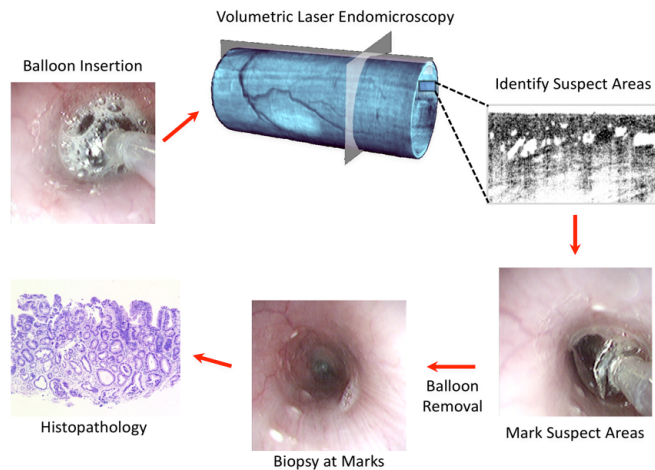 Volumetric Laser Endomicroscopy
Balloon Insertion
Identify Suspect Areas
Mark Suspect Areas
Balloon
Removal
Biopsy at Marks
Histopathology